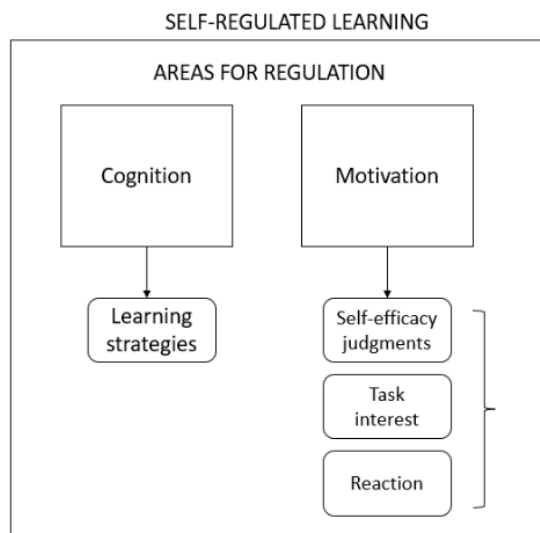 SELF-REGULATED LEARNING
AREAS FOR REGULATION
Cognition
Motivation
Learning
strategies
Self-efficacy
judgments
Task
interest
Reaction